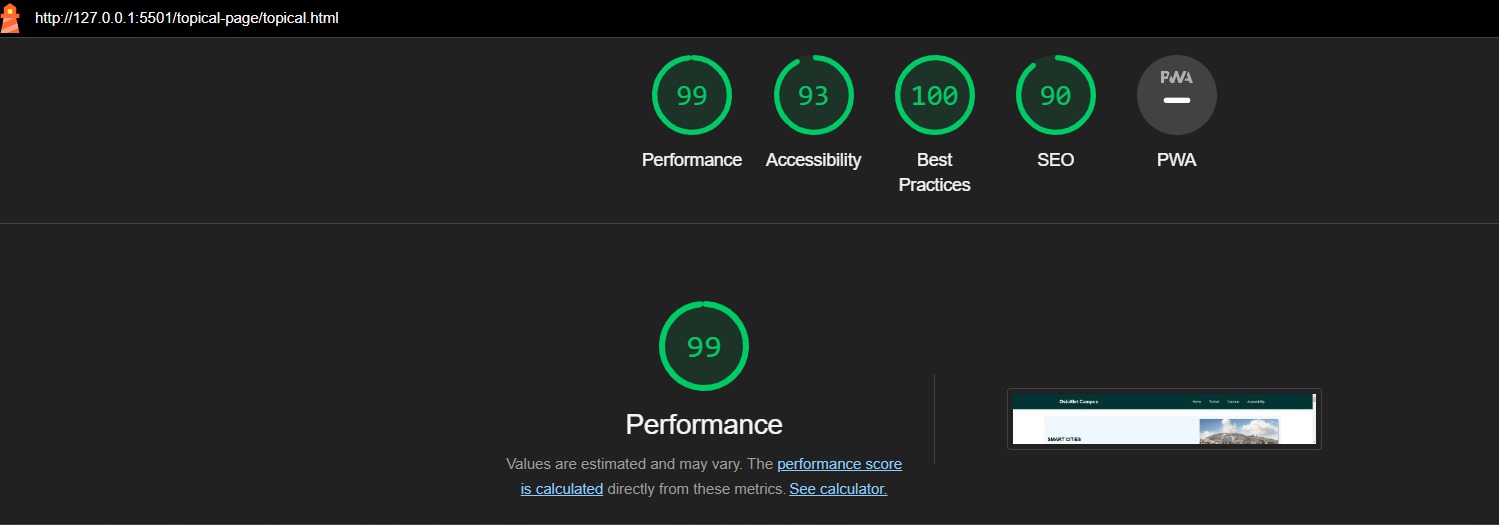 http://127.0.0.1:5501/topical-page/topical.html
99
93
100
90
PWA
Performance
Accessibility
Best
Practices
SEO
PWA
99
Performance
Values are estimated and may vary. The performance score
is calculated directly from these metrics. See calculator.
OsloMet Campus
Home Topical Campus Accessibility
SMART CITIES